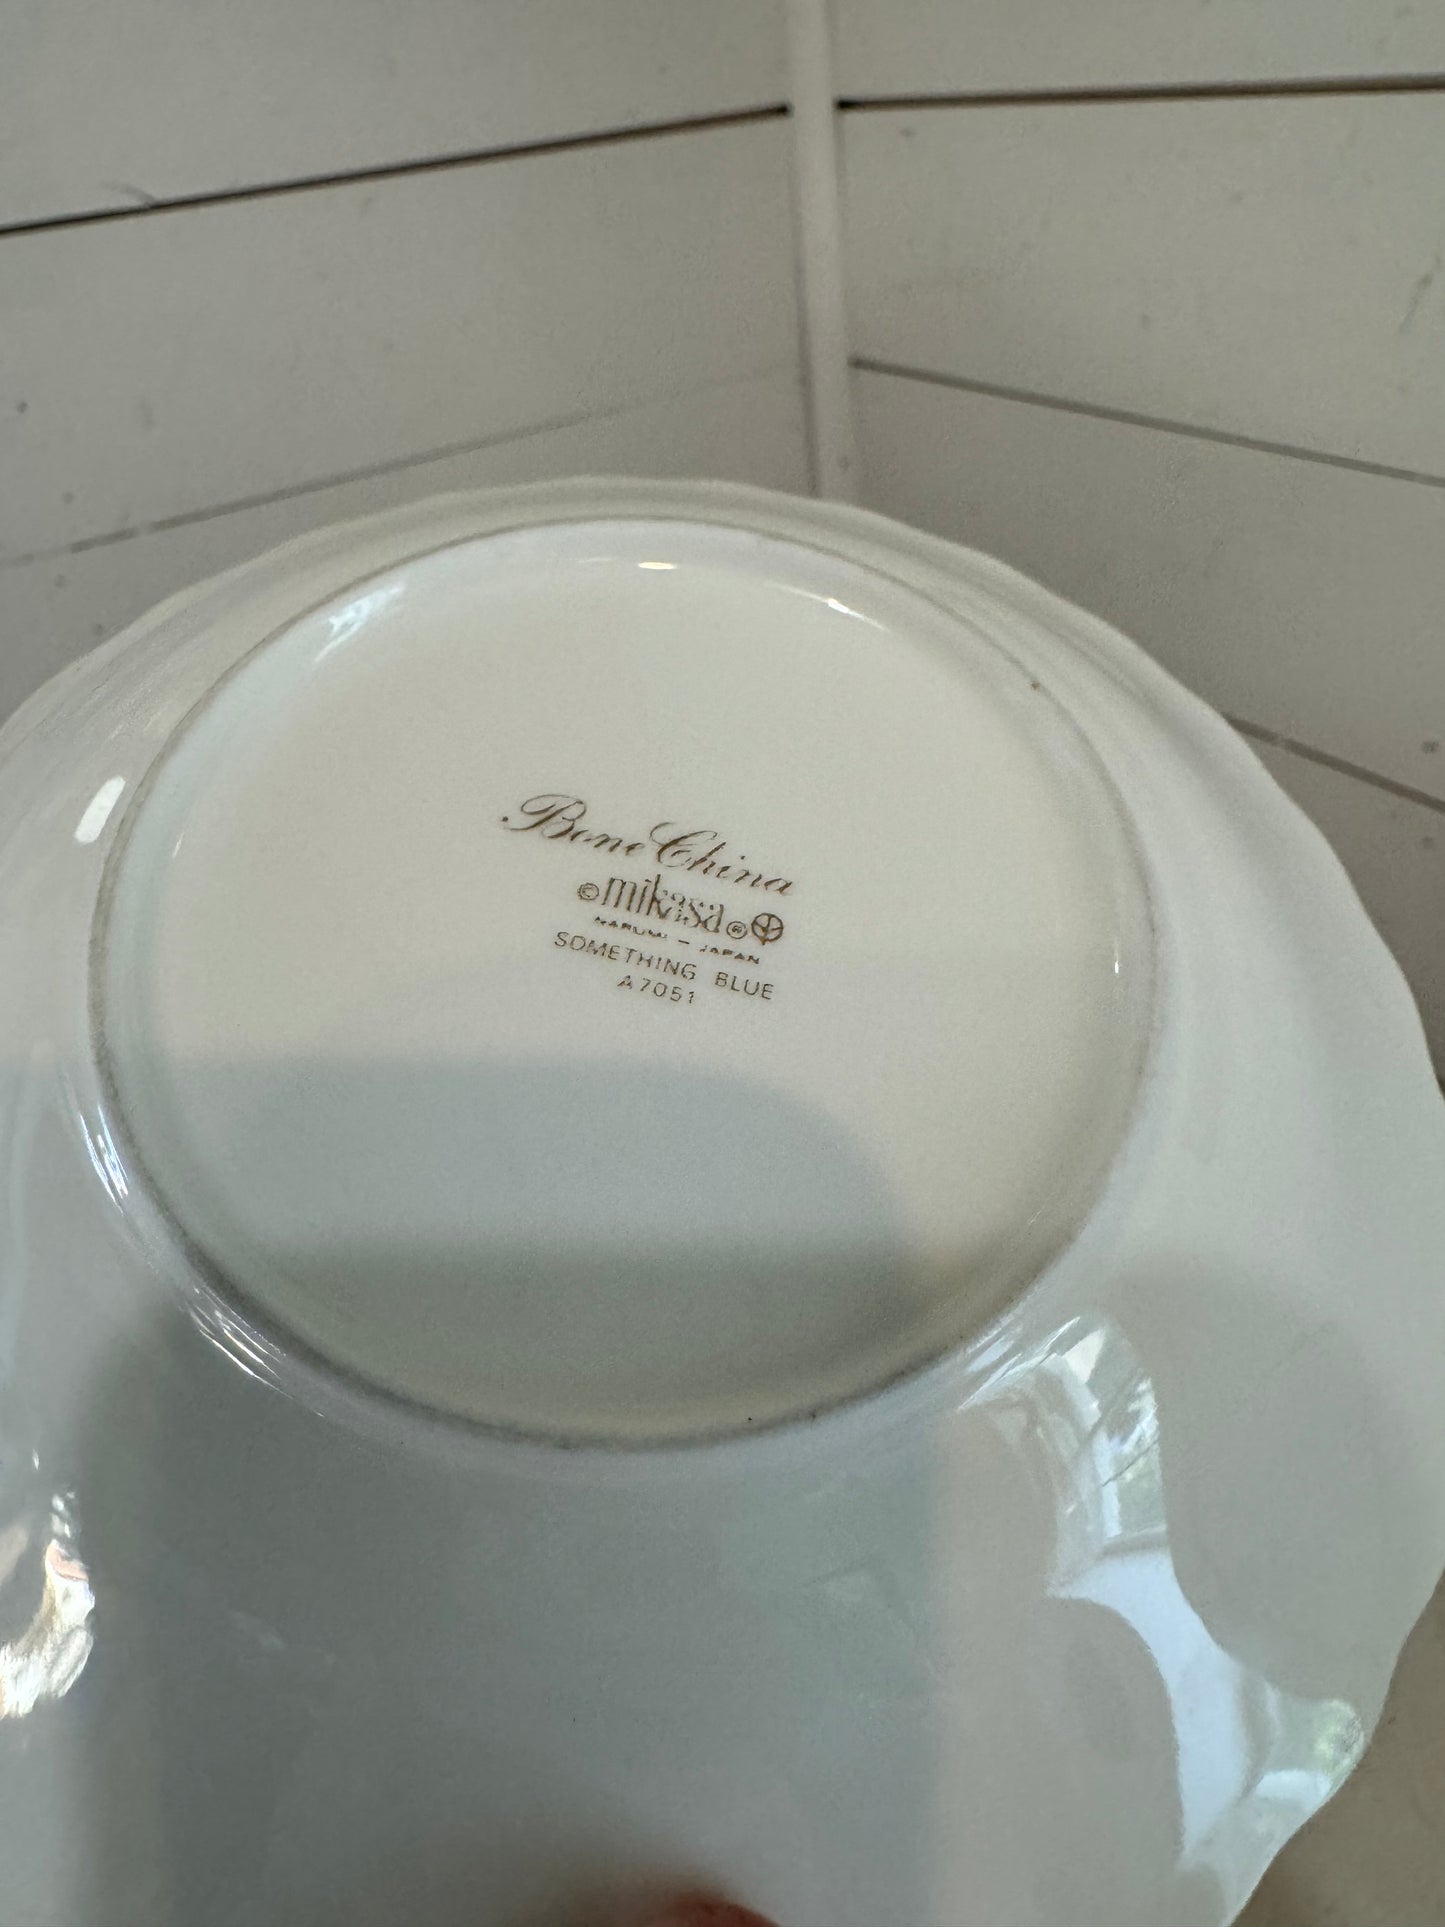 Bone China
©mikasa®
NARUMI – JAPAN
SOMETHING BLUE
A7051